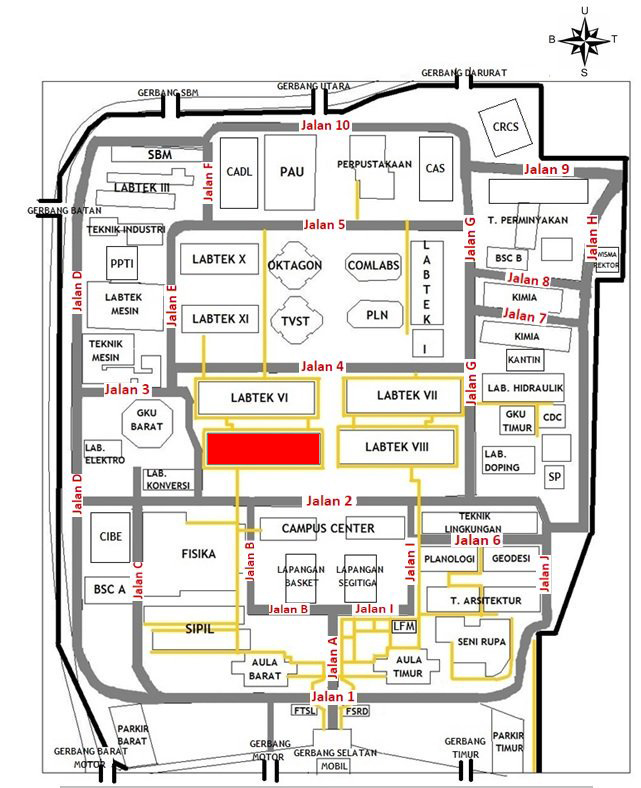 U
B T
S
GERBANG DARURAT
GERBANG UTARA
GERBANG SBM
Jalan 10
CRCS
SBM
CADL
PAU
PERPUSTAKAAN
CAS
Jalan F
Jalan 9
LABTEK III
GERBANG BATAN
Jalan 5
Jalan G
T. PERMINYAKAN
Jalan H
TEKNIK INDUSTRI
LABTEK X
OKTAGON
COMLABS
LABTEK I
BSC B
WISMA
REKTOR
PPTI
Jalan D
Jalan E
Jalan 8
LABTEK
MESIN
KIMIA
LABTEK XI
TVST
PLN
Jalan 7
KIMIA
TEKNIK
MESIN
KANTIN
Jalan 4
Jalan G
Jalan 3
LABTEK VI
LABTEK VII
LAB. HIDRAULIK
GKU
BARAT
GKU
TIMUR
CDC
LAB.
ELEKTRO
LABTEK VIII
LAB.
DOPING
LAB.
KONVERSI
SP
Jalan D
Jalan 2
CIBE
CAMPUS CENTER
TEKNIK
LINGKUNGAN
Jalan 6
FISIKA
Jalan B
Jalan I
PLANOLOGI
GEODESI
LAPANGAN
BASKET
LAPANGAN
SEGITIGA
Jalan C
Jalan J
BSC A
T. ARSITEKTUR
Jalan B
Jalan I
SIPIL
LFM
SENI RUPA
Jalan A
AULA
BARAT
AULA
TIMUR
Jalan 1
FTSL
FSRD
PARKIR
BARAT
PARKIR
TIMUR
GERBANG BARAT
MOTOR
GERBANG
MOTOR
GERBANG SELATAN
MOBIL
GERBANG
TIMUR